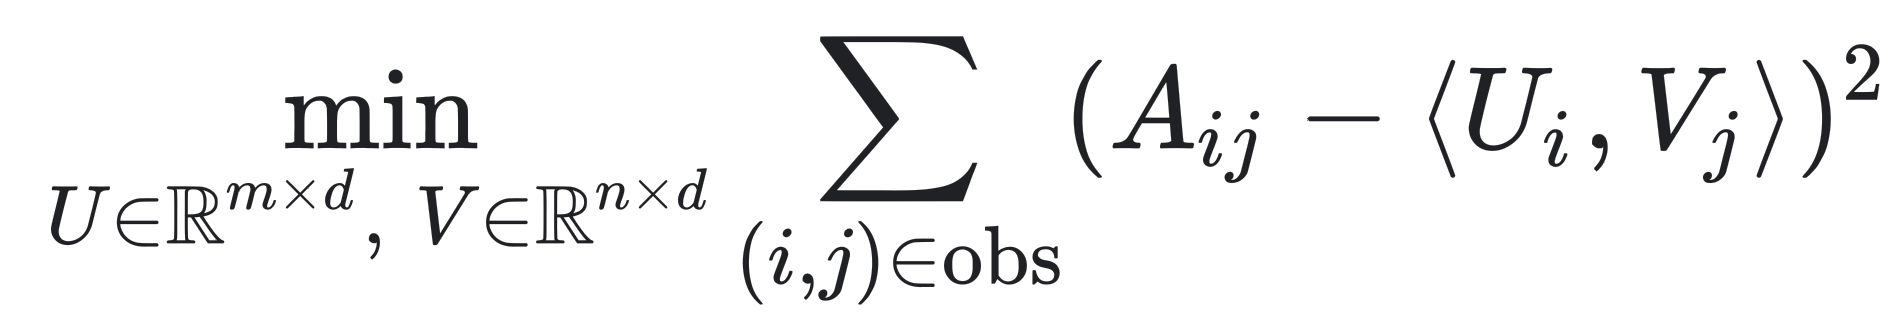 min U∈ℝ^{m×d}, V∈ℝ^{n×d} ∑ (i,j)∈obs (A_{ij} − ⟨U_i, V_j⟩)^2